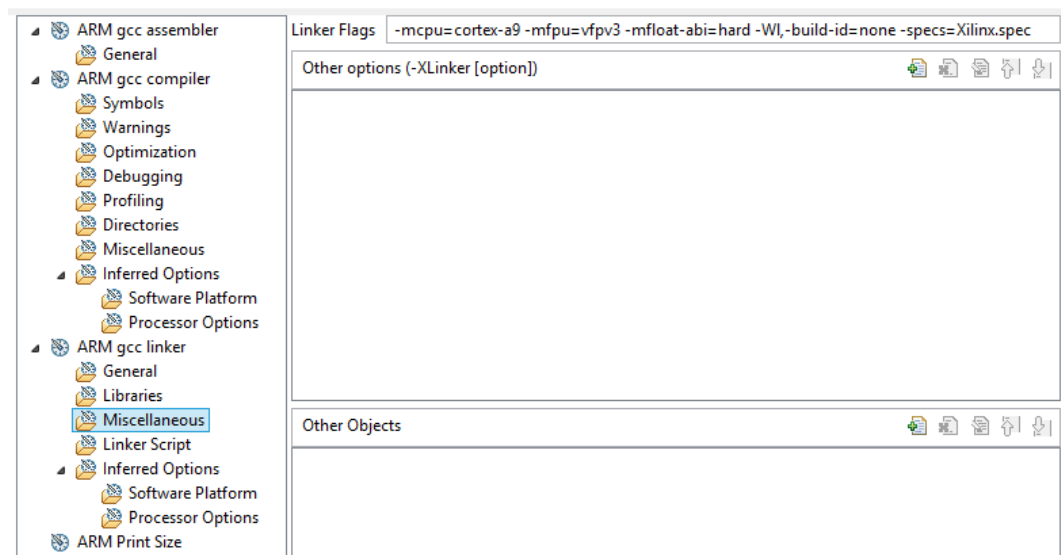 ARM gcc assembler
General
ARM gcc compiler
Symbols
Warnings
Optimization
Debugging
Profiling
Directories
Miscellaneous
Inferred Options
Software Platform
Processor Options
ARM gcc linker
General
Libraries
Miscellaneous
Linker Script
Inferred Options
Software Platform
Processor Options
ARM Print Size
Linker Flags -mcpu=cortex-a9 -mfpu=vfpv3 -mfloat-abi=hard -Wl,-build-id=none -specs=Xilinx.spec
Other options (-XLinker [option])
Other Objects